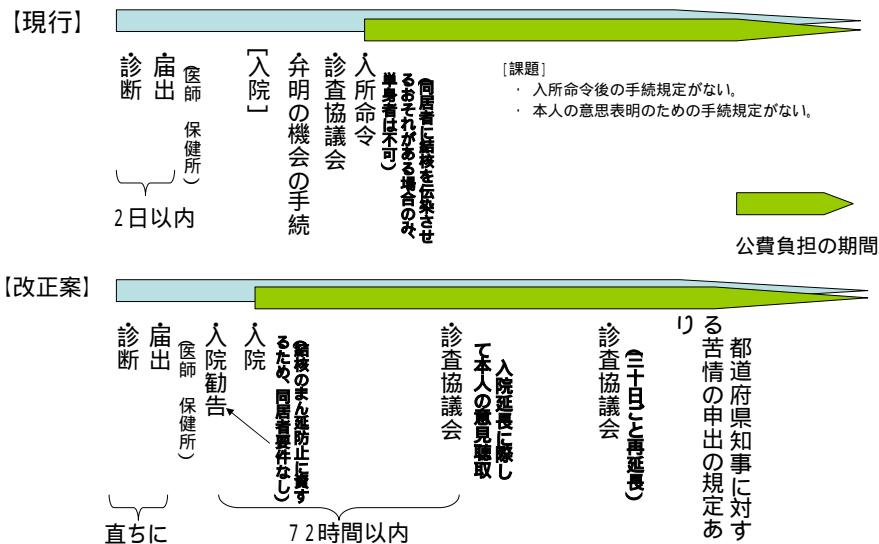 【現行】
・診断
・届出
(医師　保健所)
[入院]
・弁明の機会の手続
・診査協議会
・入所命令
(同居者に結核を伝染させ
るおそれがある場合のみ、
単身者は不可)
2日以内
[課題]
・ 入所命令後の手続規定がない。
・ 本人の意思表明のための手続規定がない。
公費負担の期間
【改正案】
・診断
・届出
(医師　保健所)
・入院勧告
・入院
(結核のまん延防止に資す
るため、同居者要件なし)
・診査協議会
入院延長に際し
て本人の意見聴取
・診査協議会
(三十日ごと再延長)
都道府県知事に対す
る苦情の申出の規定あ
り
直ちに
72時間以内